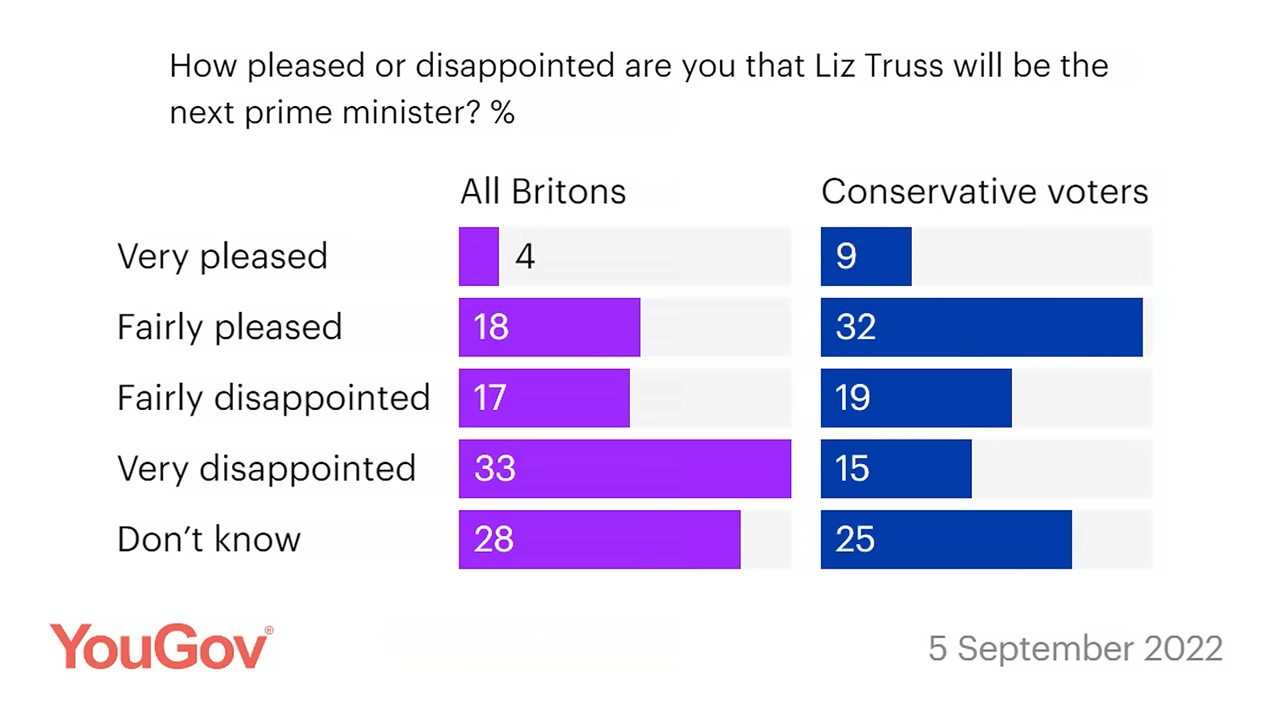 How pleased or disappointed are you that Liz Truss will be the
next prime minister? %
All Britons Conservative voters
Very pleased 4 9
Fairly pleased 18 32
Fairly disappointed 17 19
Very disappointed 33 15
Don’t know 28 25
YouGov® 5 September 2022